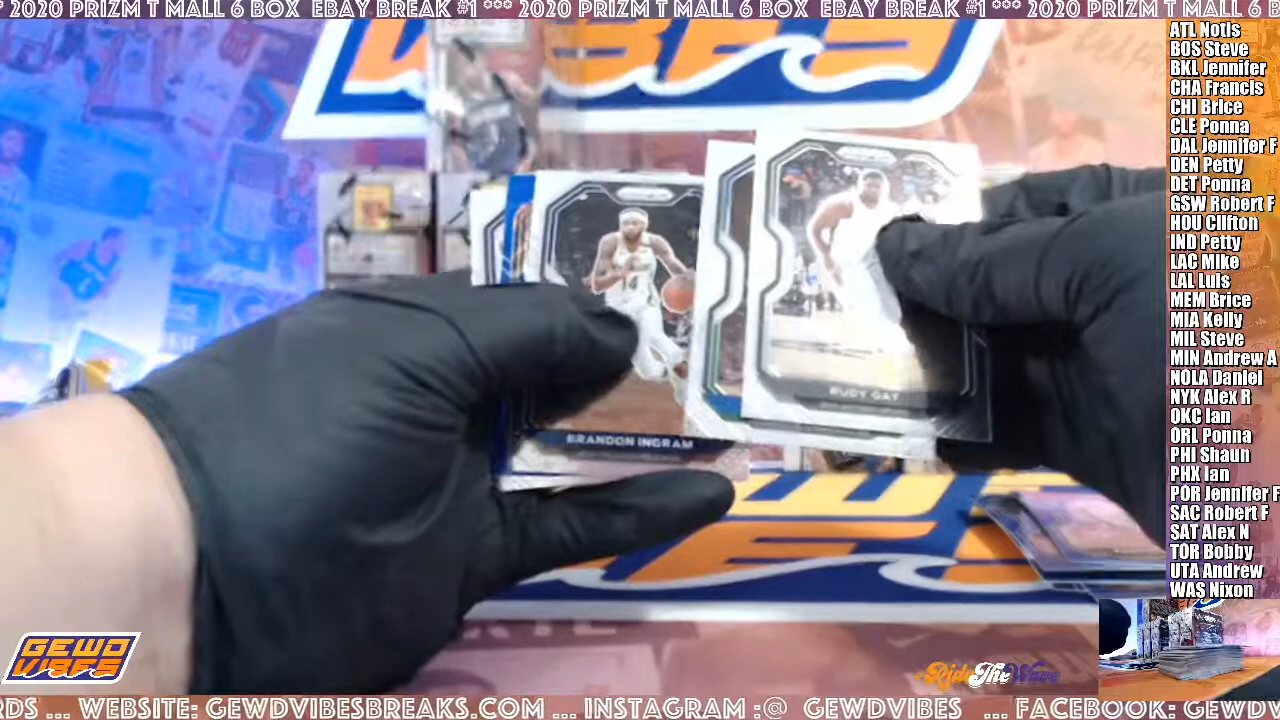 * 2020 PRIZM T MALL 6 BOX EBAY BREAK #1 *** 2020 PRIZM T MALL 6 BOX EBAY BREAK #1 *** 2020 PRIZM T MALL 6 B
ATL Notis
BOS Steve
BKL Jennifer
CHA Francis
CHI Brice
CLE Ponna
DAL Jennifer F
DEN Petty
DET Ponna
GSW Robert F
HOU Clifton
IND Petty
LAC Mike
LAL Luis
MEM Brice
MIA Kelly
MIL Steve
MIN Andrew A
NOLA Daniel
NYK Alex R
OKC Ian
ORL Ponna
PHI Shaun
PHX Ian
POR Jennifer F
SAC Robert F
SAT Alex N
TOR Bobby
UTA Andrew
WAS Nixon
RUDY GAY
BRANDON INGRAM
GEWD
VIBES
#RideTheWave
RDS ... WEBSITE: GEWDVIBESBREAKS.COM ... INSTAGRAM :@ GEWDVIBES ... FACEBOOK: GEWDV